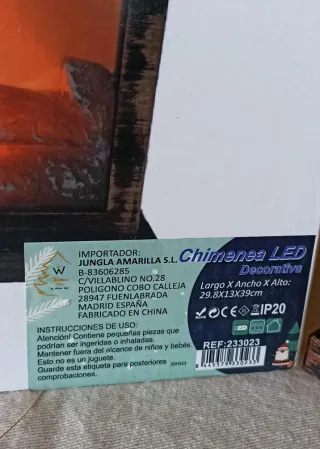 IMPORTADOR:
JUNGLA AMARILLA S.L.
B-83606285
C/VILLABLINO NO.28
POLIGONO COBO CALLEJA
28947 FUENLABRADA
MADRID ESPAÑA
FABRICADO EN CHINA
INSTRUCCIONES DE USO:
Atención! Contiene pequeñas piezas que
podrían ser ingeridas o inhaladas.
Mantener fuera del alcance de niños y bebés.
Esto no es un juguete.
Guarde esta etiqueta para posteriores
comprobaciones.
Chimenea LED
Decorativa
Largo X Ancho X Alto:
29.8X13X39cm
CE IP20
REF:233023